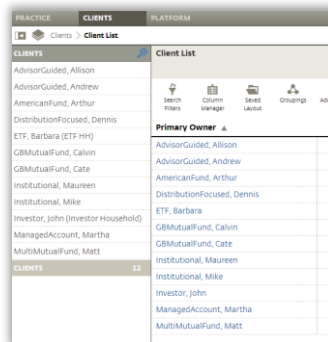 PRACTICE CLIENTS PLATFORM
Clients > Client List
CLIENTS
AdvisorGuided, Allison
AdvisorGuided, Andrew
AmericanFund, Arthur
DistributionFocused, Dennis
ETF, Barbara (ETF HH)
GBMutualFund, Calvin
GBMutualFund, Cate
Institutional, Maureen
Institutional, Mike
Investor, John (Investor Household)
ManagedAccount, Martha
MultiMutualFund, Matt
CLIENTS 12
Client List
Search Filters
Column Manager
Saved Layout
Groupings
Primary Owner ▲
AdvisorGuided, Allison
AdvisorGuided, Andrew
AmericanFund, Arthur
DistributionFocused, Dennis
ETF, Barbara
GBMutualFund, Calvin
GBMutualFund, Cate
Institutional, Maureen
Institutional, Mike
Investor, John
ManagedAccount, Martha
MultiMutualFund, Matt